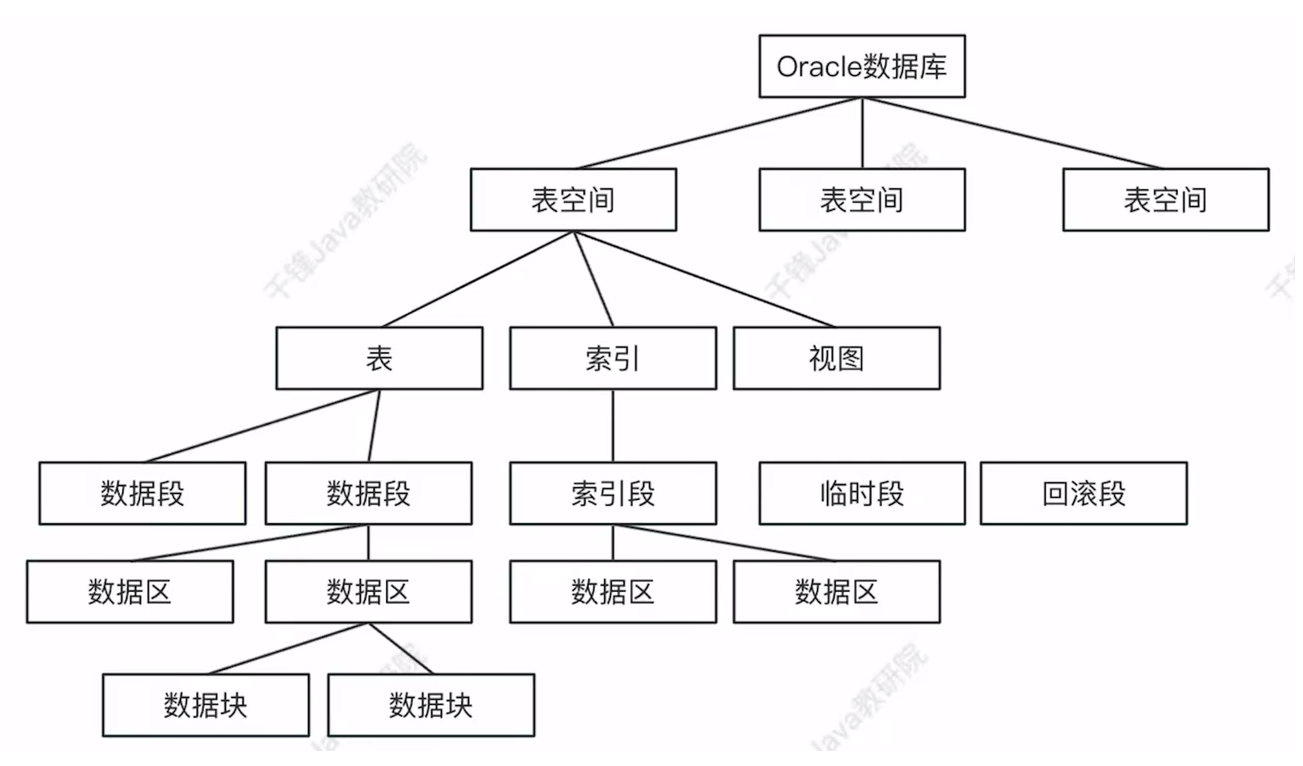 Oracle数据库
表空间
表空间
表空间
千锋Java教研院
千锋Ja
千
表
索引
视图
数据段
数据段
索引段
临时段
回滚段
数据区
数据区
数据区
数据区
数据块
数据块
教研院
Java教研院